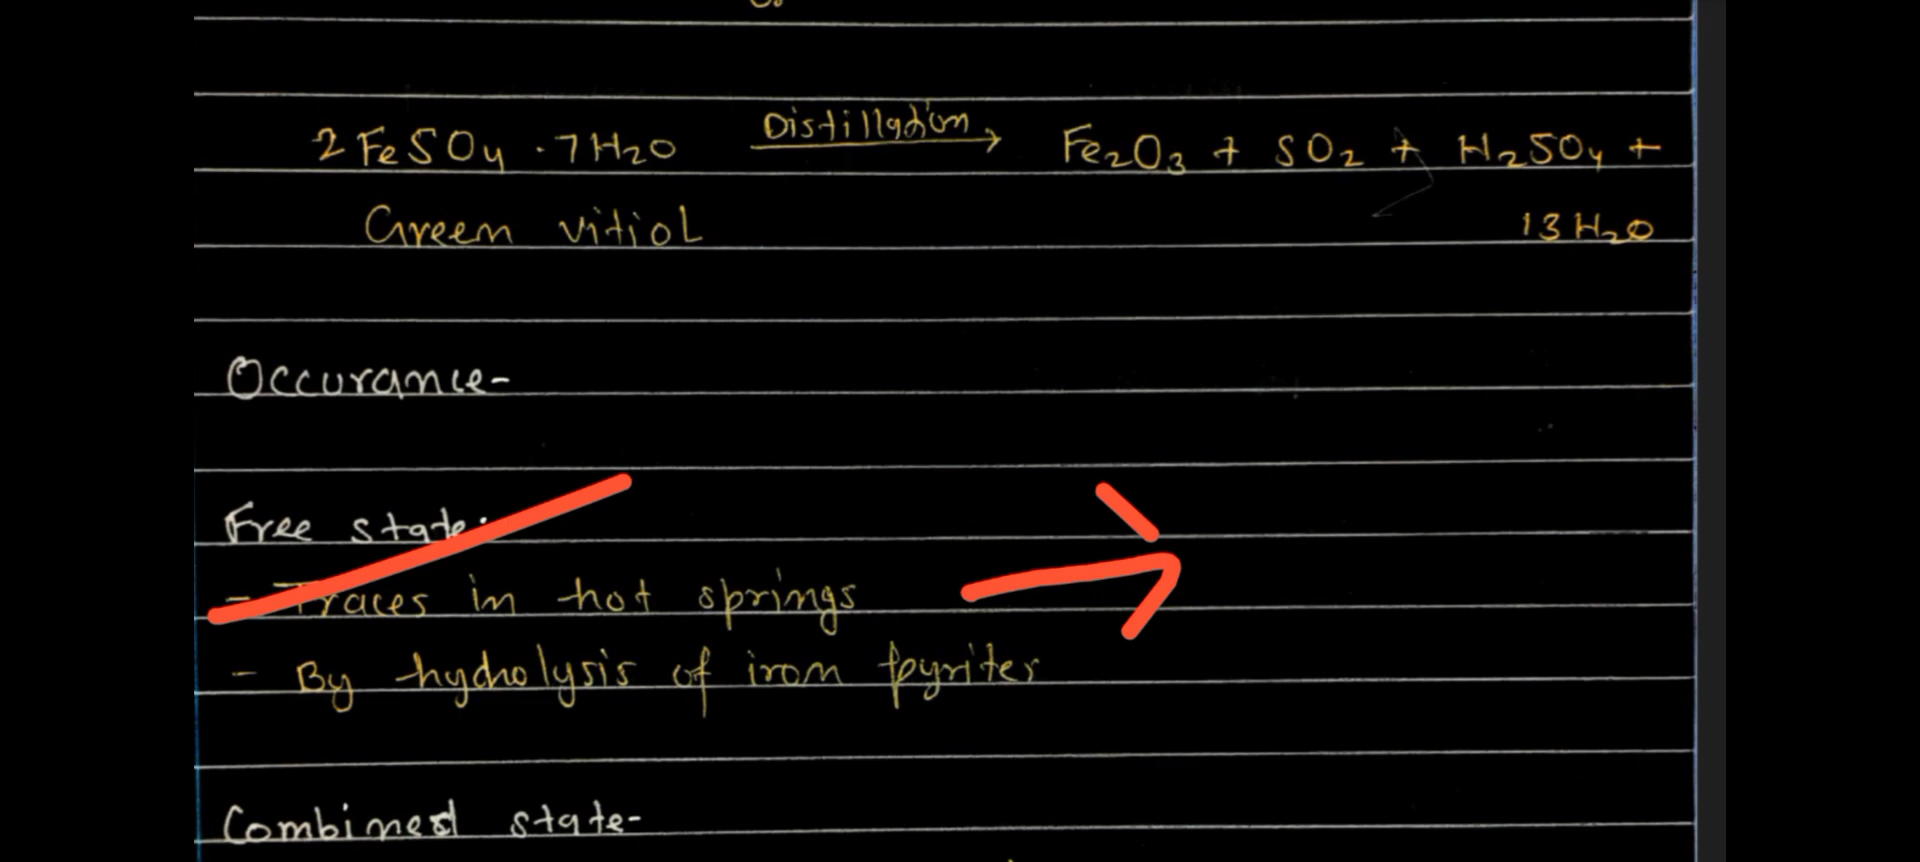 2 FeSO4 . 7H2O Distillation → Fe2O3 + SO2 + H2SO4 +
Green vitiol 13 H2O
Occurance-
Free state:
- Traces in hot springs
- By hydrolysis of iron pyrites
Combined state-